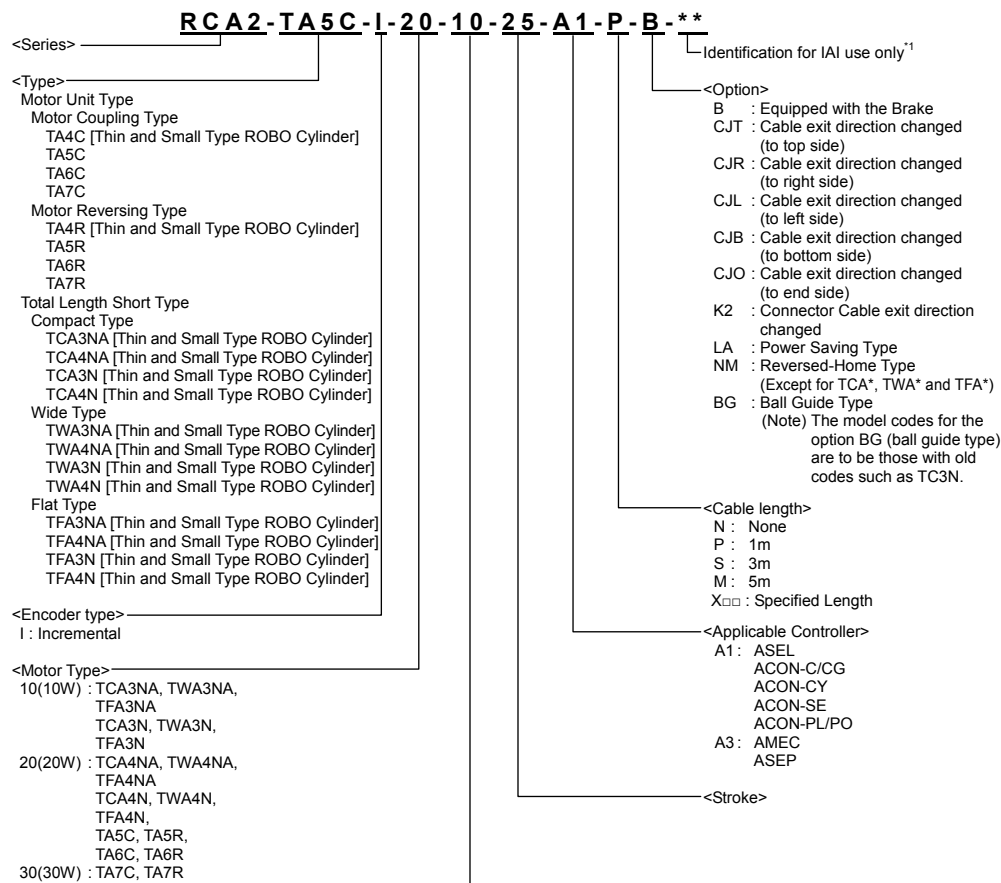 RCA2-TA5C-I-20-10-25-A1-P-B-**
<Series>
<Type>
Motor Unit Type
Motor Coupling Type
TA4C [Thin and Small Type ROBO Cylinder]
TA5C
TA6C
TA7C
Motor Reversing Type
TA4R [Thin and Small Type ROBO Cylinder]
TA5R
TA6R
TA7R
Total Length Short Type
Compact Type
TCA3NA [Thin and Small Type ROBO Cylinder]
TCA4NA [Thin and Small Type ROBO Cylinder]
TCA3N [Thin and Small Type ROBO Cylinder]
TCA4N [Thin and Small Type ROBO Cylinder]
Wide Type
TWA3NA [Thin and Small Type ROBO Cylinder]
TWA4NA [Thin and Small Type ROBO Cylinder]
TWA3N [Thin and Small Type ROBO Cylinder]
TWA4N [Thin and Small Type ROBO Cylinder]
Flat Type
TFA3NA [Thin and Small Type ROBO Cylinder]
TFA4NA [Thin and Small Type ROBO Cylinder]
TFA3N [Thin and Small Type ROBO Cylinder]
TFA4N [Thin and Small Type ROBO Cylinder]
<Encoder type>
I : Incremental
<Motor Type>
10(10W) : TCA3NA, TWA3NA,
TFA3NA
TCA3N, TWA3N,
TFA3N
20(20W) : TCA4NA, TWA4NA,
TFA4NA
TCA4N, TWA4N,
TFA4N,
TA5C, TA5R,
TA6C, TA6R
30(30W) : TA7C, TA7R
Identification for IAI use only*1
<Option>
B : Equipped with the Brake
CJT : Cable exit direction changed
(to top side)
CJR : Cable exit direction changed
(to right side)
CJL : Cable exit direction changed
(to left side)
CJB : Cable exit direction changed
(to bottom side)
CJO : Cable exit direction changed
(to end side)
K2 : Connector Cable exit direction
changed
LA : Power Saving Type
NM : Reversed-Home Type
(Except for TCA*, TWA* and TFA*)
BG : Ball Guide Type
(Note) The model codes for the
option BG (ball guide type)
are to be those with old
codes such as TC3N.
<Cable length>
N : None
P : 1m
S : 3m
M : 5m
X□□ : Specified Length
<Applicable Controller>
A1 : ASEL
ACON-C/CG
ACON-CY
ACON-SE
ACON-PL/PO
A3 : AMEC
ASEP
<Stroke>